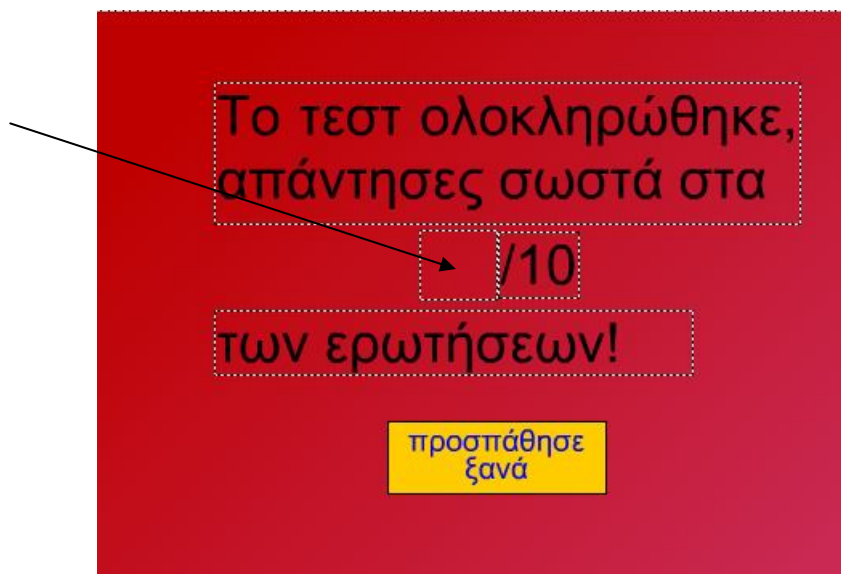 Το τεστ ολοκληρώθηκε,
απάντησες σωστά στα
/10
των ερωτήσεων!
προσπάθησε
ξανά